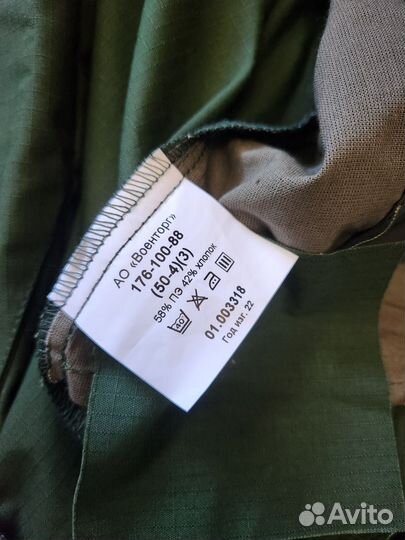 АО «Военторг»
176-100-88
(50-4)(3)
58% ПЭ 42% хлопок
01.003318
Год изг. 22
Avito